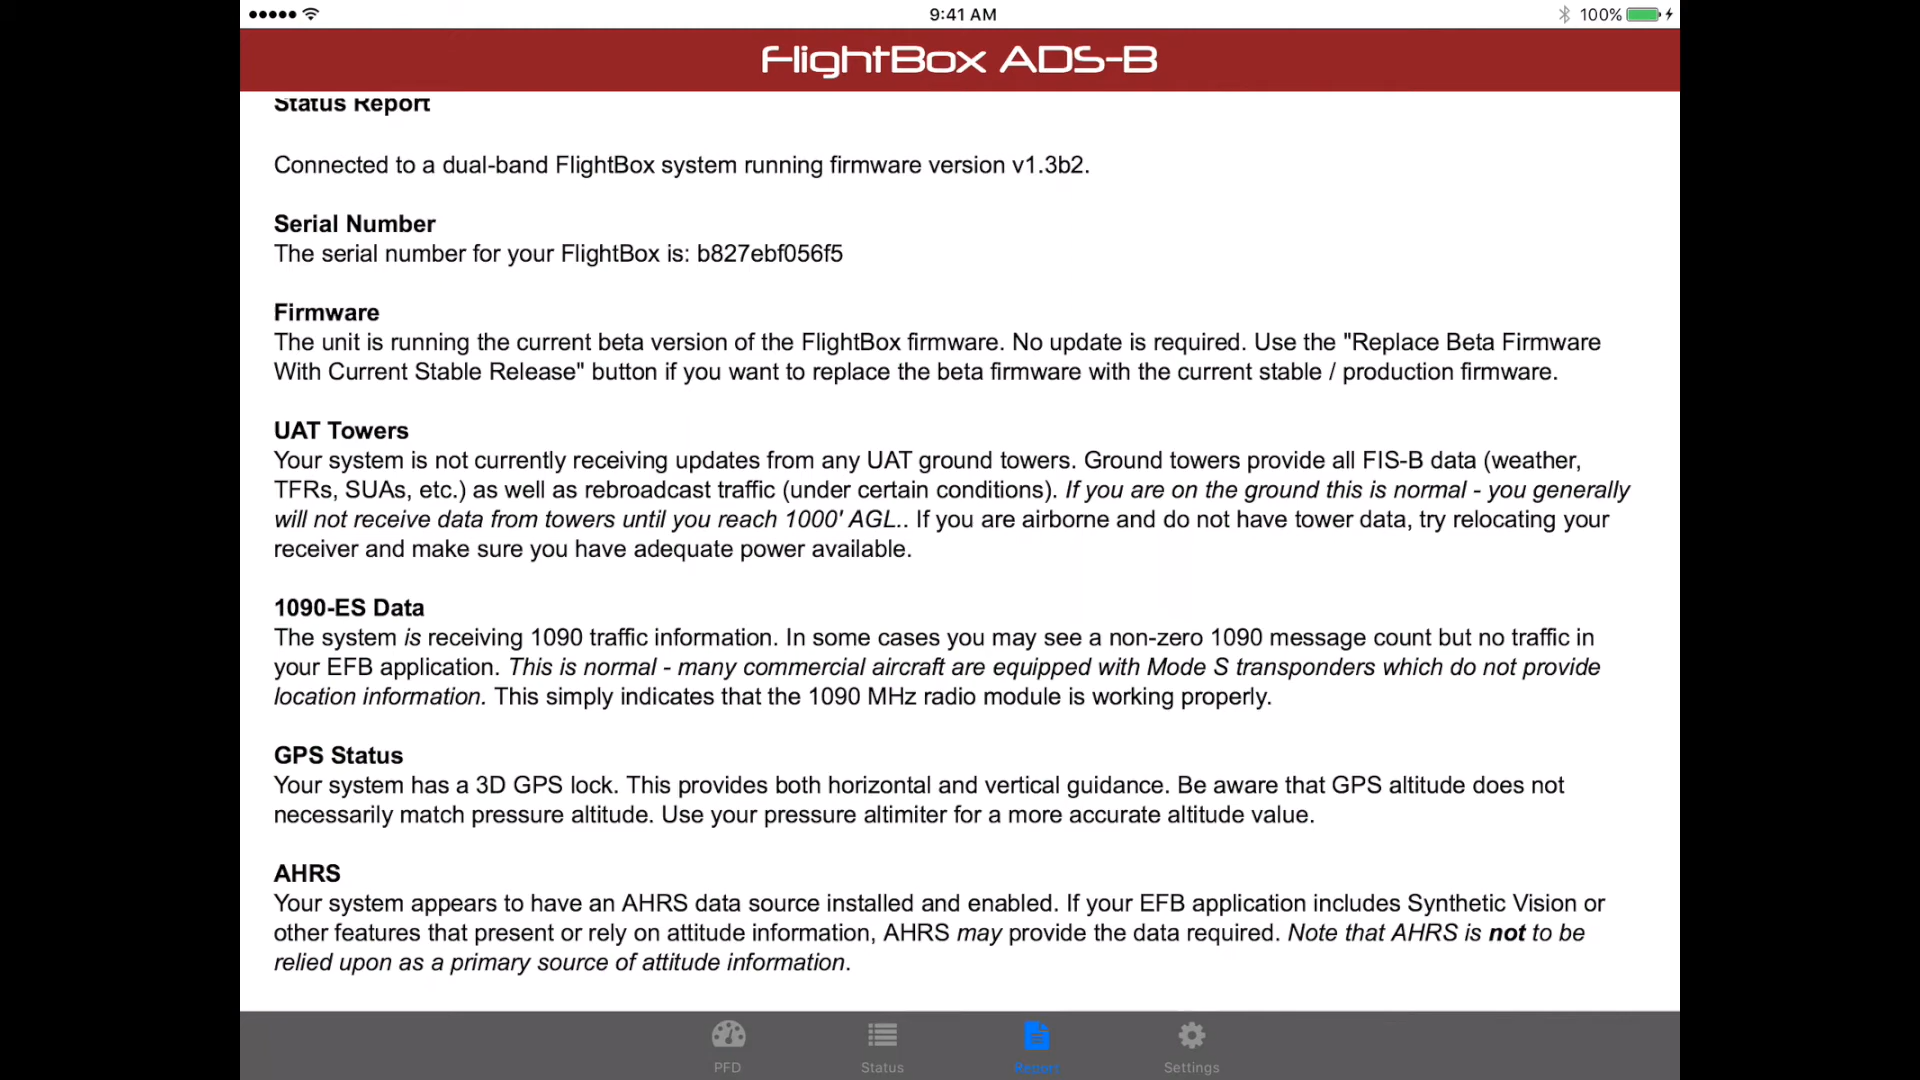 9:41 AM
100%
FlightBox ADS-B
Status Report
Connected to a dual-band FlightBox system running firmware version v1.3b2.
Serial Number
The serial number for your FlightBox is: b827ebf056f5
Firmware
The unit is running the current beta version of the FlightBox firmware. No update is required. Use the "Replace Beta Firmware
With Current Stable Release" button if you want to replace the beta firmware with the current stable / production firmware.
UAT Towers
Your system is not currently receiving updates from any UAT ground towers. Ground towers provide all FIS-B data (weather,
TFRs, SUAs, etc.) as well as rebroadcast traffic (under certain conditions). If you are on the ground this is normal - you generally
will not receive data from towers until you reach 1000' AGL.. If you are airborne and do not have tower data, try relocating your
receiver and make sure you have adequate power available.
1090-ES Data
The system is receiving 1090 traffic information. In some cases you may see a non-zero 1090 message count but no traffic in
your EFB application. This is normal - many commercial aircraft are equipped with Mode S transponders which do not provide
location information. This simply indicates that the 1090 MHz radio module is working properly.
GPS Status
Your system has a 3D GPS lock. This provides both horizontal and vertical guidance. Be aware that GPS altitude does not
necessarily match pressure altitude. Use your pressure altimiter for a more accurate altitude value.
AHRS
Your system appears to have an AHRS data source installed and enabled. If your EFB application includes Synthetic Vision or
other features that present or rely on attitude information, AHRS may provide the data required. Note that AHRS is not to be
relied upon as a primary source of attitude information.
PFD
Status
Report
Settings